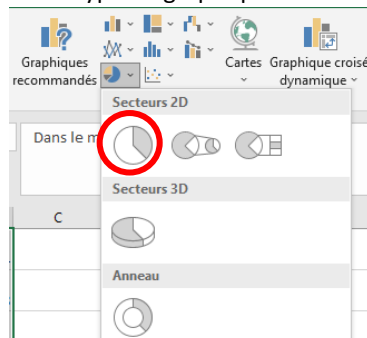 Graphiques
recommandés
Cartes
Graphique croisé
dynamique
Secteurs 2D
Dans le m
Secteurs 3D
C
Anneau